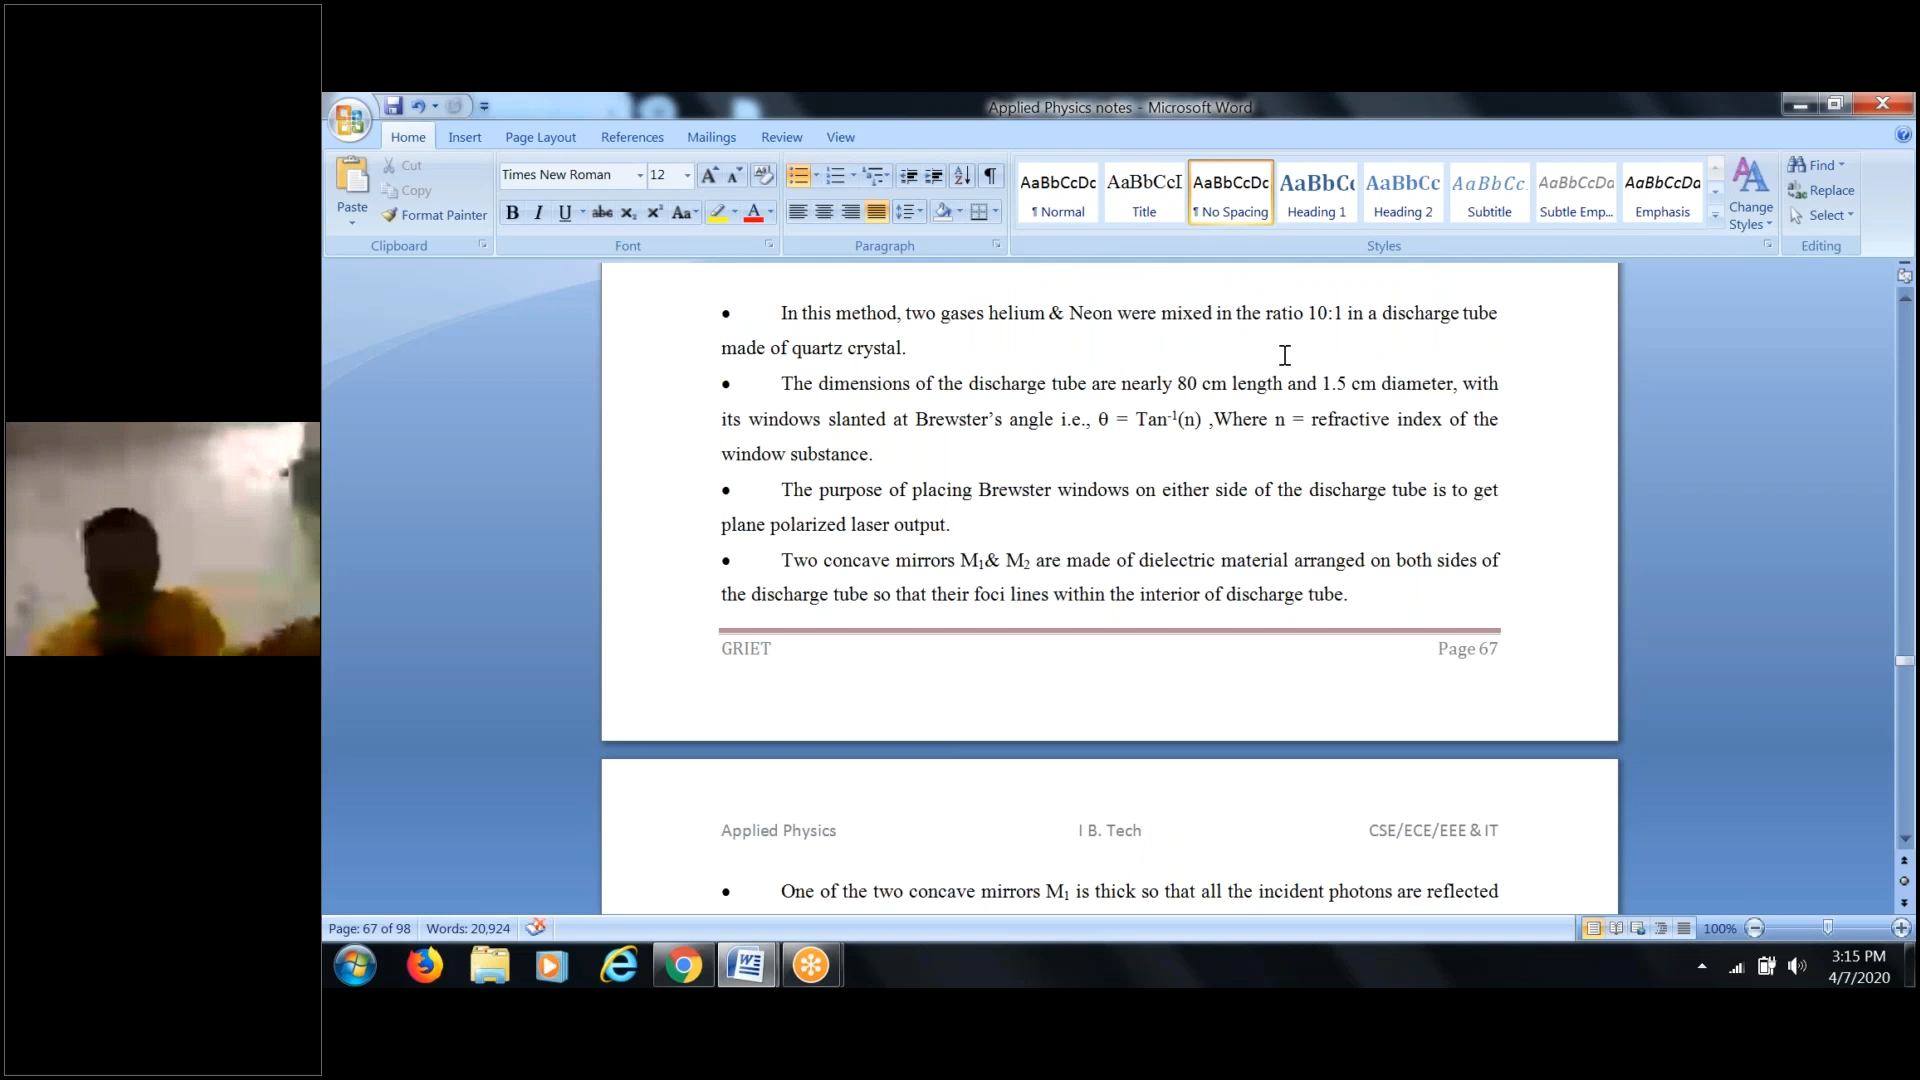 Applied Physics notes - Microsoft Word
Home Insert Page Layout References Mailings Review View
Paste
Cut
Copy
Format Painter
Clipboard
Times New Roman 12
Font
Paragraph
AaBbCcDc AaBbCcI AaBbCcDc AaBbCc AaBbCc AaBbCc. AaBbCcDa AaBbCcDa
¶ Normal Title ¶ No Spacing Heading 1 Heading 2 Subtitle Subtle Emp... Emphasis
Change Styles
Styles
Find
Replace
Select
Editing
• In this method, two gases helium & Neon were mixed in the ratio 10:1 in a discharge tube
made of quartz crystal.
• The dimensions of the discharge tube are nearly 80 cm length and 1.5 cm diameter, with
its windows slanted at Brewster’s angle i.e., θ = Tan⁻¹(n) ,Where n = refractive index of the
window substance.
• The purpose of placing Brewster windows on either side of the discharge tube is to get
plane polarized laser output.
• Two concave mirrors M₁& M₂ are made of dielectric material arranged on both sides of
the discharge tube so that their foci lines within the interior of discharge tube.
GRIET Page 67
Applied Physics I B. Tech CSE/ECE/EEE & IT
• One of the two concave mirrors M₁ is thick so that all the incident photons are reflected
Page: 67 of 98 Words: 20,924 100%
3:15 PM
4/7/2020